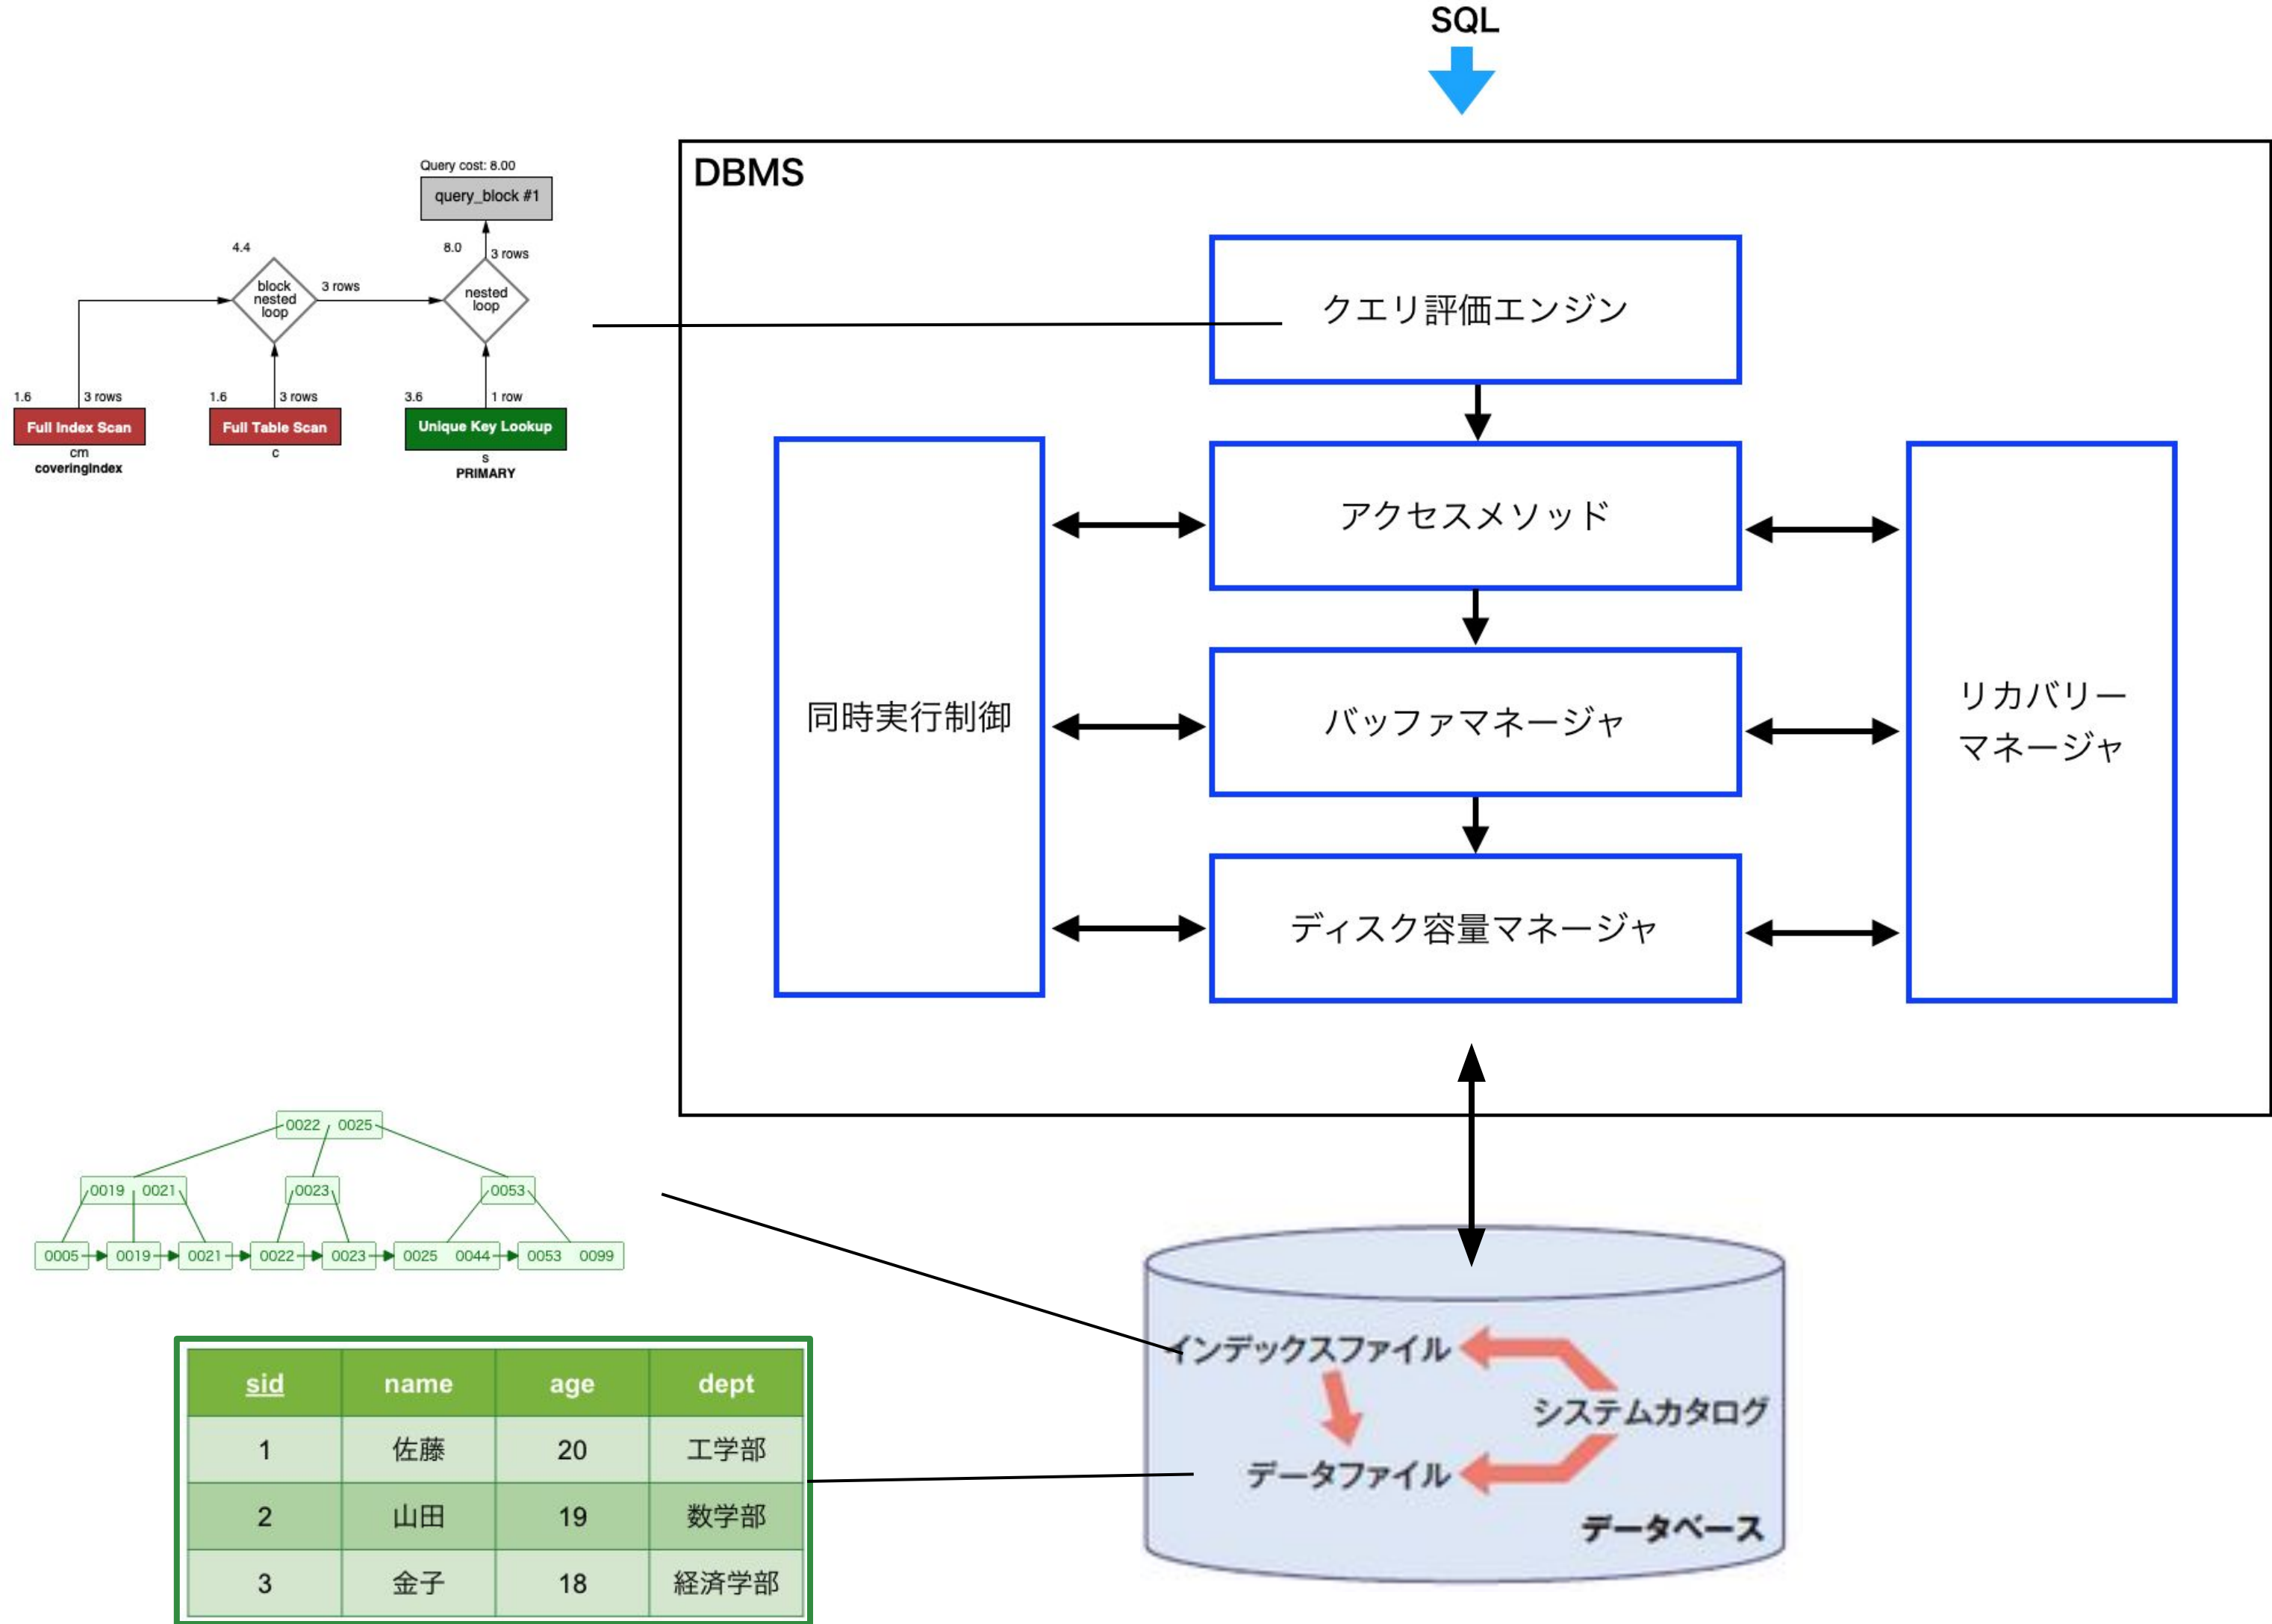 SQL
DBMS
Query cost: 8.00
query_block #1
4.4
8.0
3 rows
block
nested
loop
3 rows
nested
loop
1.6
3 rows
1.6
3 rows
3.6
1 row
Full Index Scan
Full Table Scan
Unique Key Lookup
cm
c
s
coveringIndex
PRIMARY
クエリ評価エンジン
アクセスメソッド
同時実行制御
バッファマネージャ
リカバリー
マネージャ
ディスク容量マネージャ
0022 0025
0019 0021
0023
0053
0005
0019
0021
0022
0023
0025 0044
0053 0099
インデックスファイル
システムカタログ
データファイル
データベース
sid name age dept
1 佐藤 20 工学部
2 山田 19 数学部
3 金子 18 経済学部